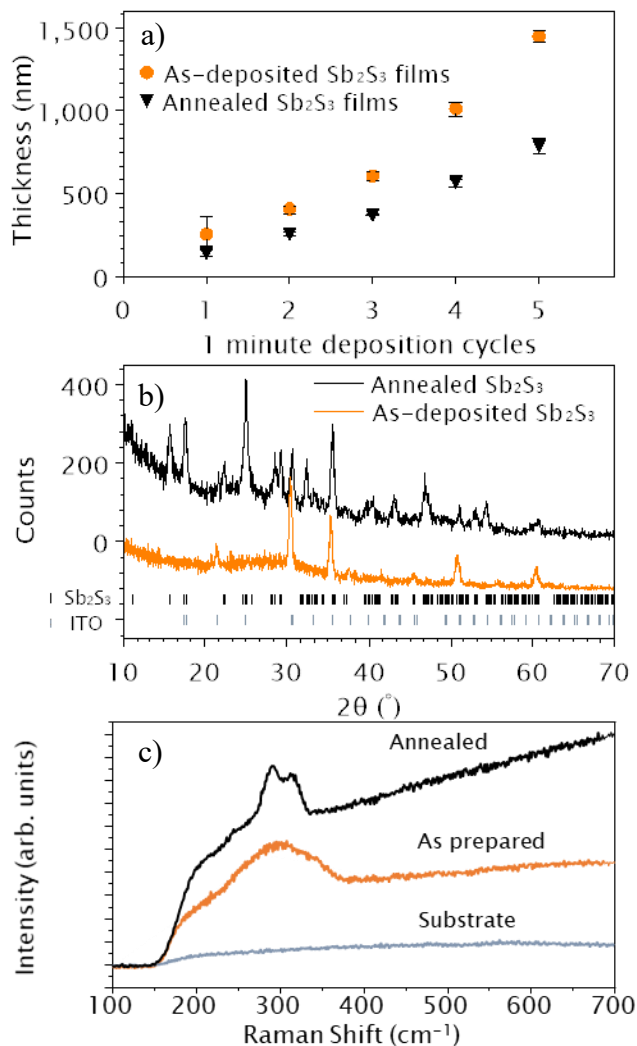 a)
1,500
1,000
500
0
Thickness (nm)
As-deposited Sb₂S₃ films
Annealed Sb₂S₃ films
0 1 2 3 4 5
1 minute deposition cycles
b)
400
200
0
Counts
Annealed Sb₂S₃
As-deposited Sb₂S₃
Sb₂S₃
ITO
10 20 30 40 50 60 70
2θ (°)
c)
Intensity (arb. units)
Annealed
As prepared
Substrate
100 200 300 400 500 600 700
Raman Shift (cm⁻¹)